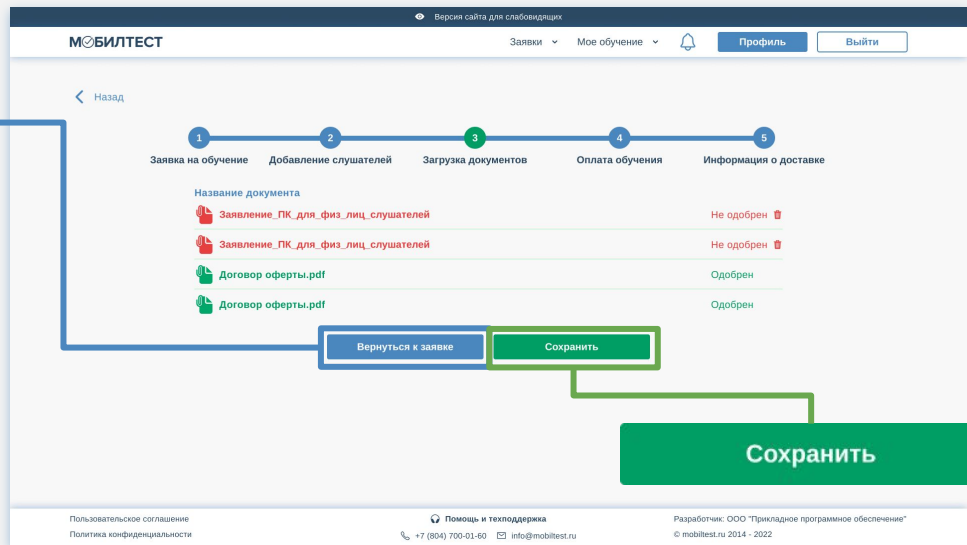 Версия сайта для слабовидящих
МОБИЛТЕСТ Заявки Мое обучение Профиль Выйти
Назад
1 2 3 4 5
Заявка на обучение Добавление слушателей Загрузка документов Оплата обучения Информация о доставке
Название документа
Заявление_ПК_для_физ_лиц_слушателей Не одобрен
Заявление_ПК_для_физ_лиц_слушателей Не одобрен
Договор оферты.pdf Одобрен
Договор оферты.pdf Одобрен
Вернуться к заявке Сохранить
Сохранить
Пользовательское соглашение Помощь и техподдержка Разработчик: ООО "Прикладное программное обеспечение"
Политика конфиденциальности +7 (804) 700-01-60 info@mobiltest.ru © mobiltest.ru 2014 - 2022